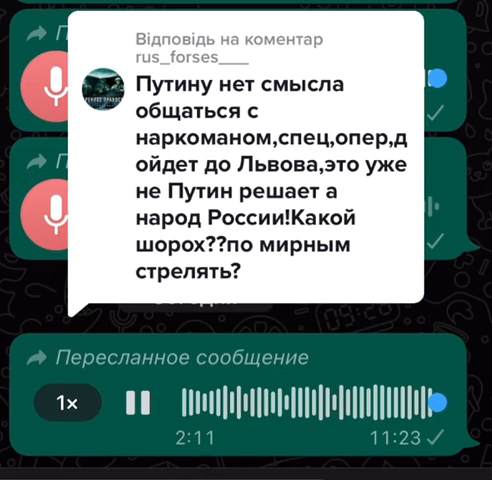 Відповідь на коментар
rus_forses___
Путину нет смысла
общаться с
наркоманом,спец,опер,д
ойдет до Львова,это уже
не Путин решает а
народ России!Какой
шорох??по мирным
стрелять?
Пересланное сообщение
1×
2:11
11:23